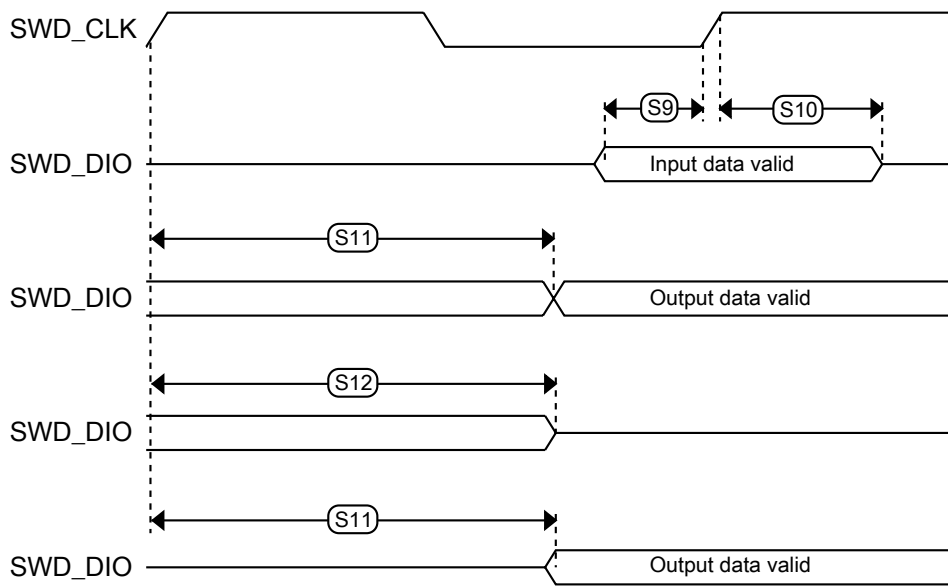 SWD_CLK
S9
S10
SWD_DIO
Input data valid
S11
SWD_DIO
Output data valid
S12
SWD_DIO
S11
SWD_DIO
Output data valid